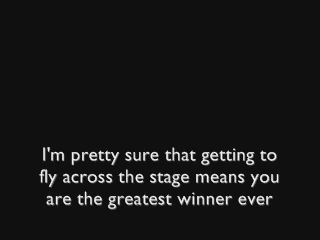 I'm pretty sure that getting to
fly across the stage means you
are the greatest winner ever